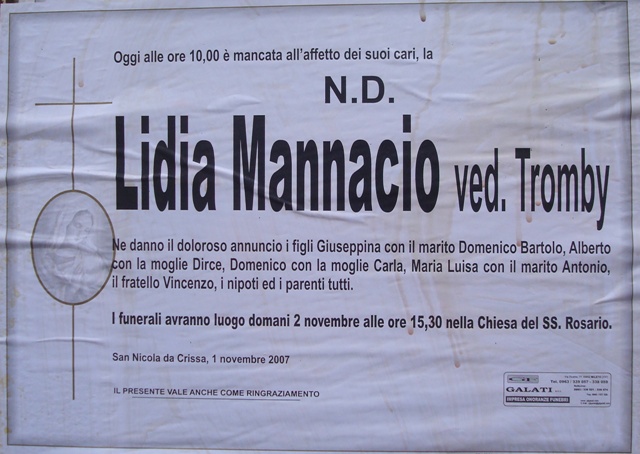 Oggi alle ore 10,00 è mancata all'affetto dei suoi cari, la
N.D.
Lidia Mannacio ved. Tromby
Ne danno il doloroso annuncio i figli Giuseppina con il marito Domenico Bartolo, Alberto
con la moglie Dirce, Domenico con la moglie Carla, Maria Luisa con il marito Antonio,
il fratello Vincenzo, i nipoti ed i parenti tutti.
I funerali avranno luogo domani 2 novembre alle ore 15,30 nella Chiesa del SS. Rosario.
San Nicola da Crissa, 1 novembre 2007
IL PRESENTE VALE ANCHE COME RINGRAZIAMENTO
GALATI
IMPRESA ONORANZE FUNEBRI